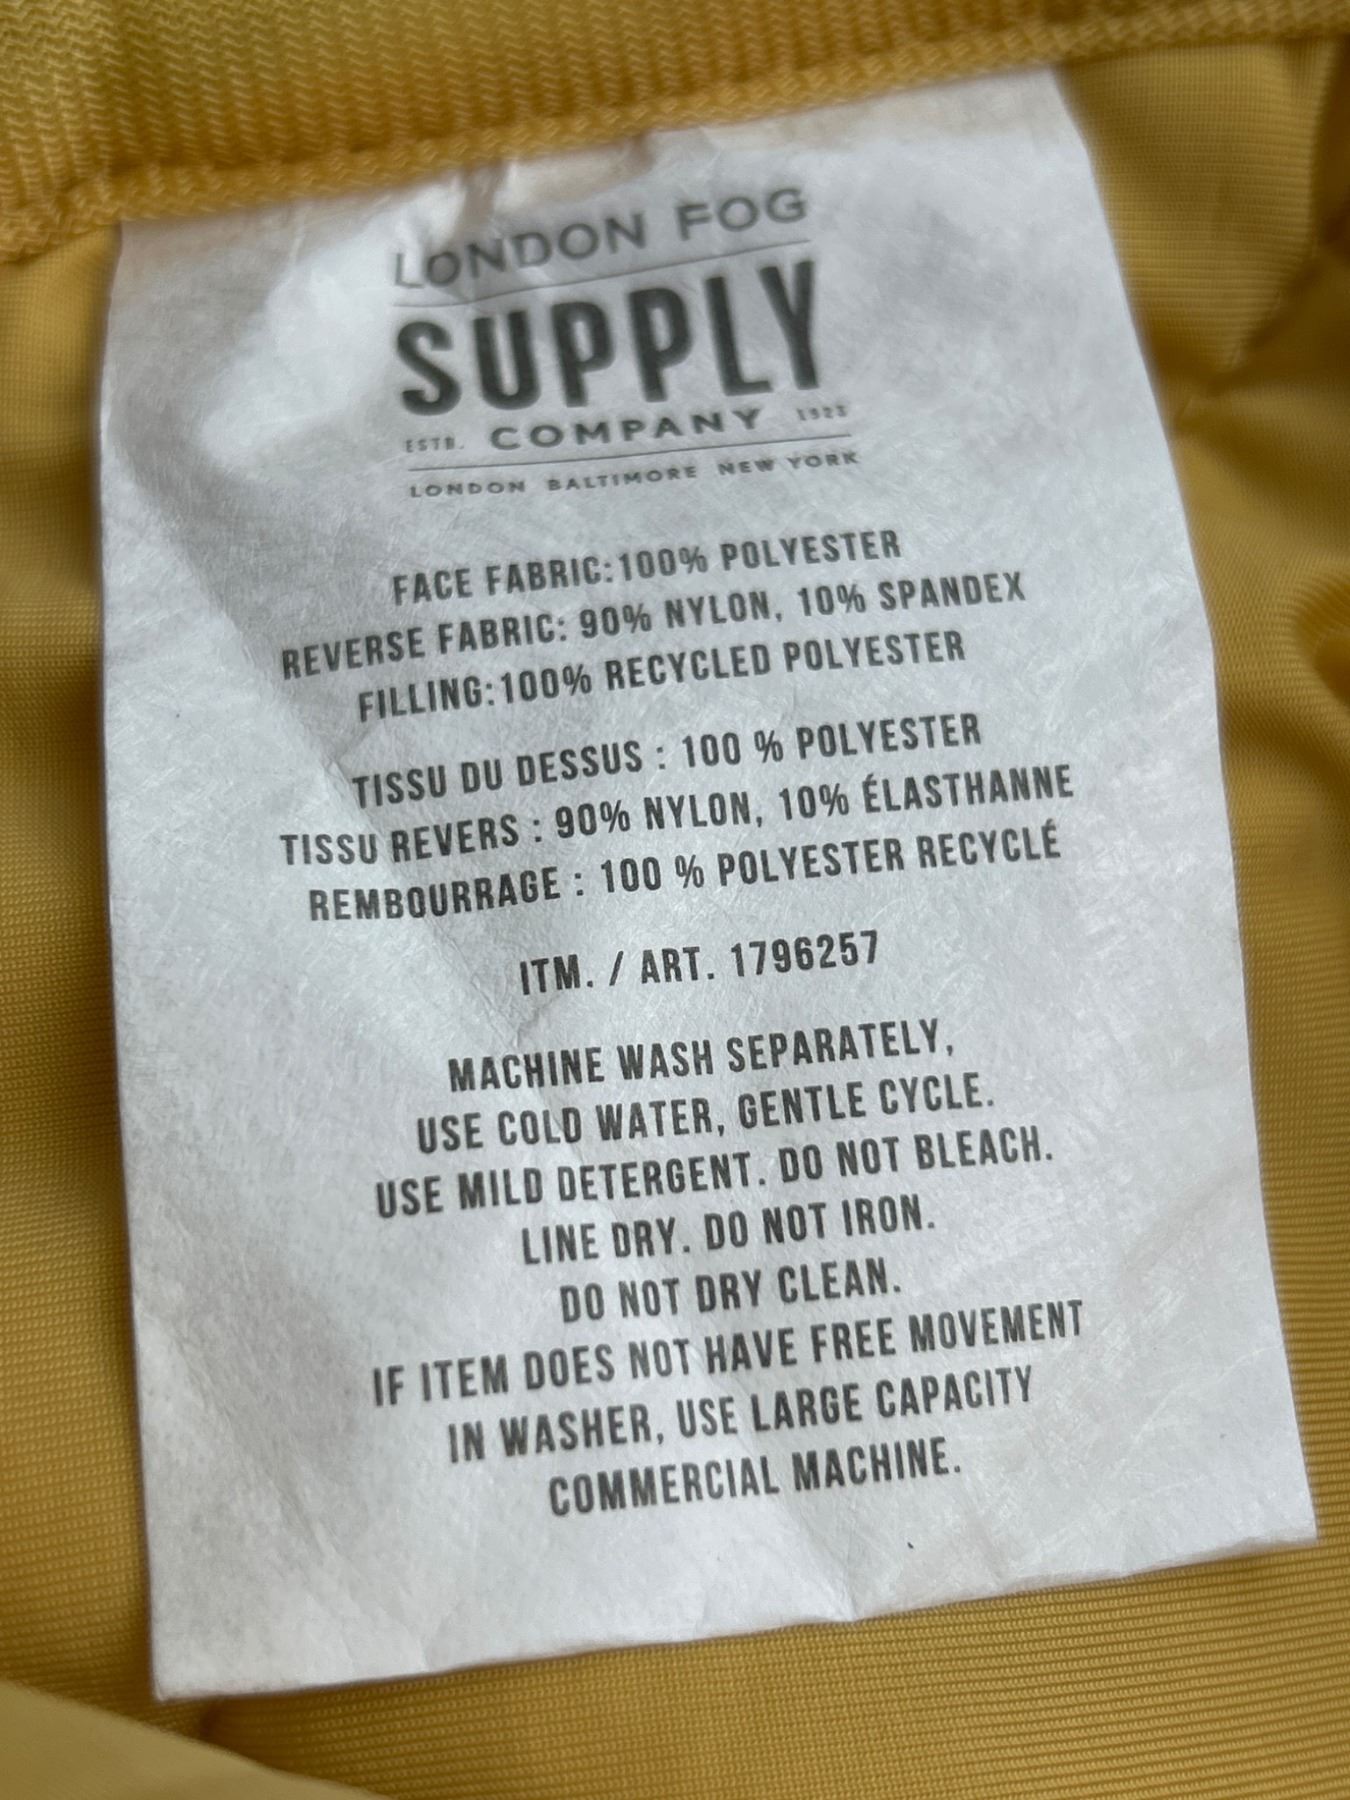 LONDON FOG
SUPPLY
ESTD. COMPANY 1923
LONDON BALTIMORE NEW YORK
FACE FABRIC:100% POLYESTER
REVERSE FABRIC: 90% NYLON, 10% SPANDEX
FILLING:100% RECYCLED POLYESTER
TISSU DU DESSUS : 100 % POLYESTER
TISSU REVERS : 90% NYLON, 10% ÉLASTHANNE
REMBOURRAGE : 100 % POLYESTER RECYCLÉ
ITM. / ART. 1796257
MACHINE WASH SEPARATELY,
USE COLD WATER, GENTLE CYCLE.
USE MILD DETERGENT. DO NOT BLEACH.
LINE DRY. DO NOT IRON.
DO NOT DRY CLEAN.
IF ITEM DOES NOT HAVE FREE MOVEMENT
IN WASHER, USE LARGE CAPACITY
COMMERCIAL MACHINE.